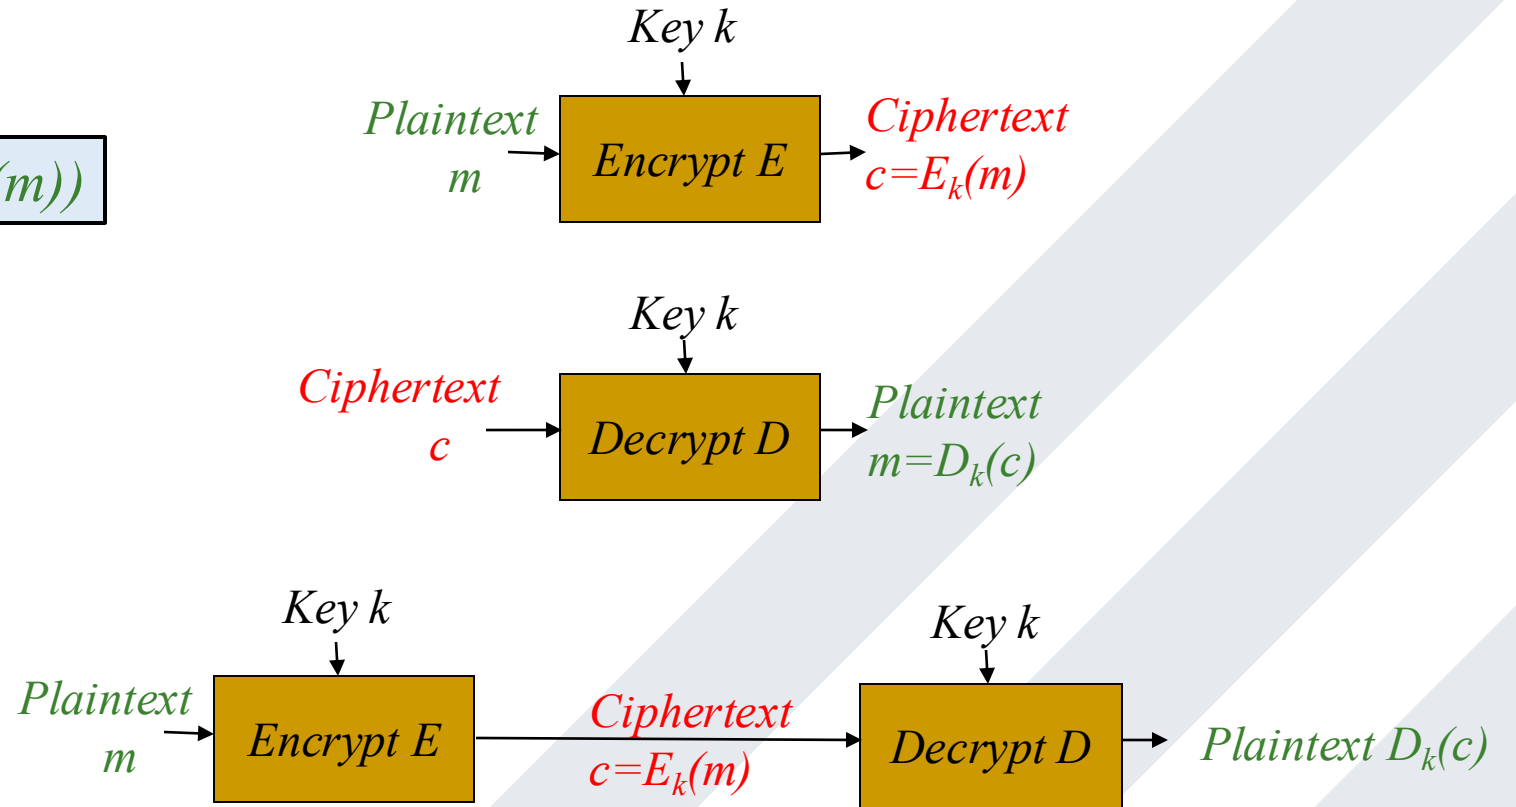 Key k
Plaintext
m
Encrypt E
Ciphertext
c=Eₖ(m)
(m))
Key k
Ciphertext
c
Decrypt D
Plaintext
m=Dₖ(c)
Key k
Plaintext
m
Encrypt E
Ciphertext
c=Eₖ(m)
Key k
Decrypt D
Plaintext Dₖ(c)